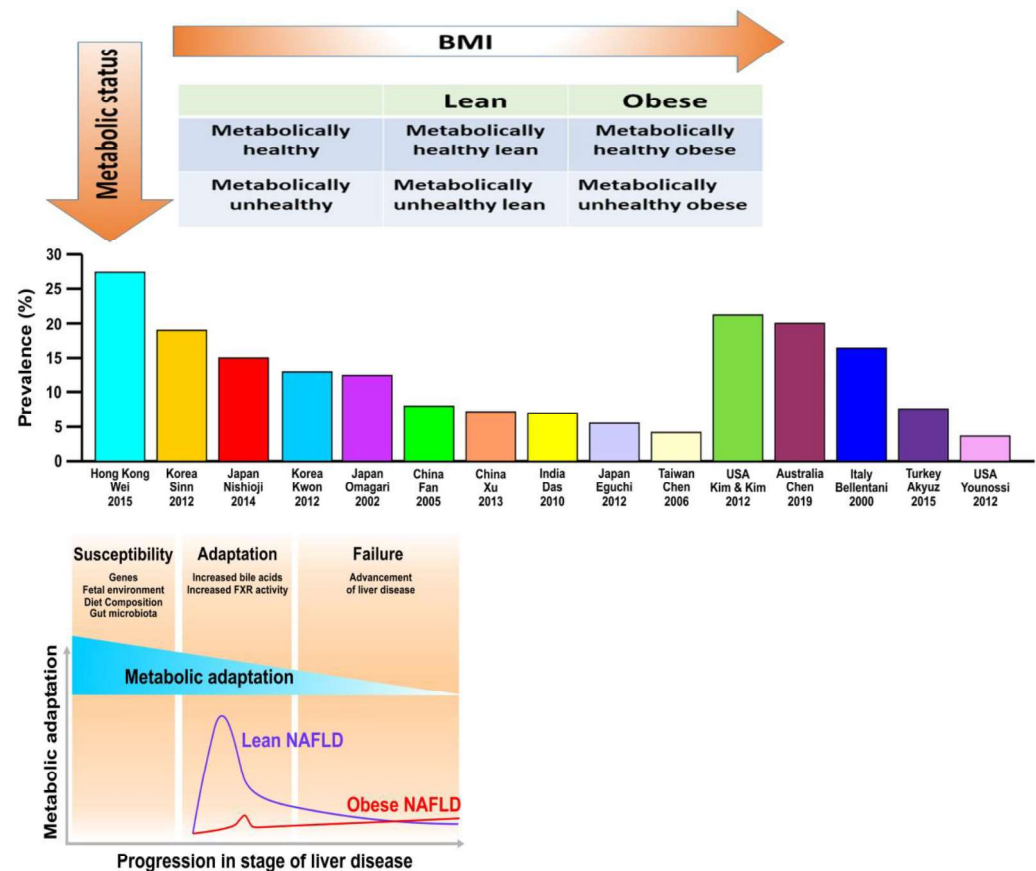 BMI
Metabolic status
Lean Obese
Metabolically healthy
Metabolically healthy lean
Metabolically healthy obese
Metabolically unhealthy
Metabolically unhealthy lean
Metabolically unhealthy obese
Prevalence (%)
30
25
20
15
10
5
0
Hong Kong
Wei
2015
Korea
Sinn
2012
Japan
Nishioji
2014
Korea
Kwon
2012
Japan
Omagari
2002
China
Fan
2005
China
Xu
2013
India
Das
2010
Japan
Eguchi
2012
Taiwan
Chen
2006
USA
Kim & Kim
2012
Australia
Chen
2019
Italy
Bellentani
2000
Turkey
Akyuz
2015
USA
Younossi
2012
Susceptibility
Genes
Fetal environment
Diet Composition
Gut microbiota
Adaptation
Increased bile acids
Increased FXR activity
Failure
Advancement
of liver disease
Metabolic adaptation
Metabolic adaptation
Lean NAFLD
Obese NAFLD
Progression in stage of liver disease